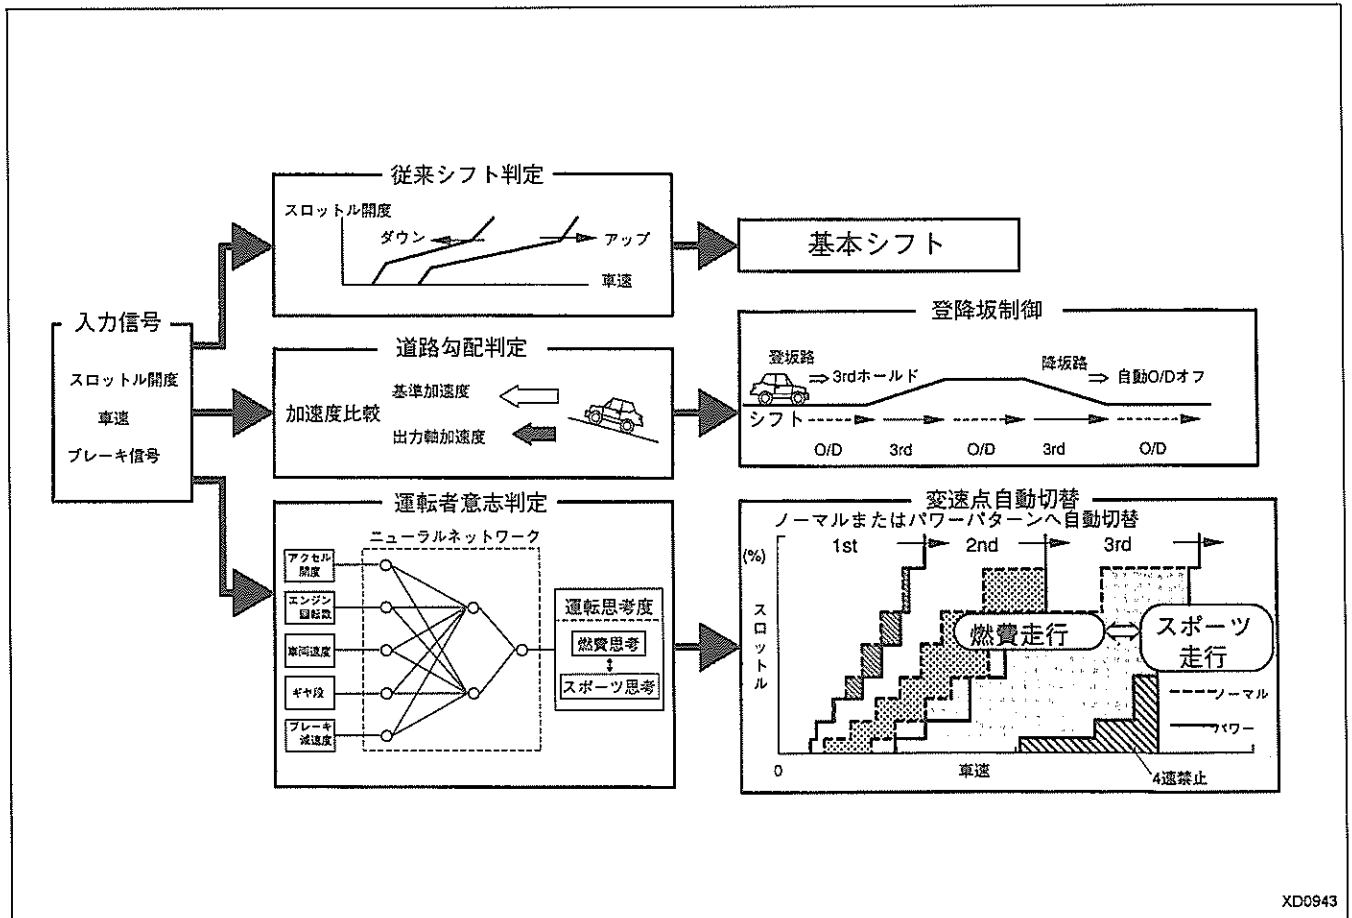 従来シフト判定
スロットル開度
ダウン
アップ
車速
基本シフト
入力信号
スロットル開度
車速
ブレーキ信号
道路勾配判定
加速度比較
基準加速度
出力軸加速度
登降坂制御
登坂路
⇒3rdホールド
降坂路
⇒ 自動O/Dオフ
シフト
O/D
3rd
O/D
3rd
O/D
運転者意志判定
ニューラルネットワーク
アクセル
開度
エンジン
回転数
車両速度
ギヤ段
ブレーキ
減速度
運転思考度
燃費思考
スポーツ思考
変速点自動切替
ノーマルまたはパワーパターンへ自動切替
(%)
1st
2nd
3rd
スロットル
燃費走行
スポーツ
走行
ノーマル
パワー
0
車速
4速禁止
XD0943